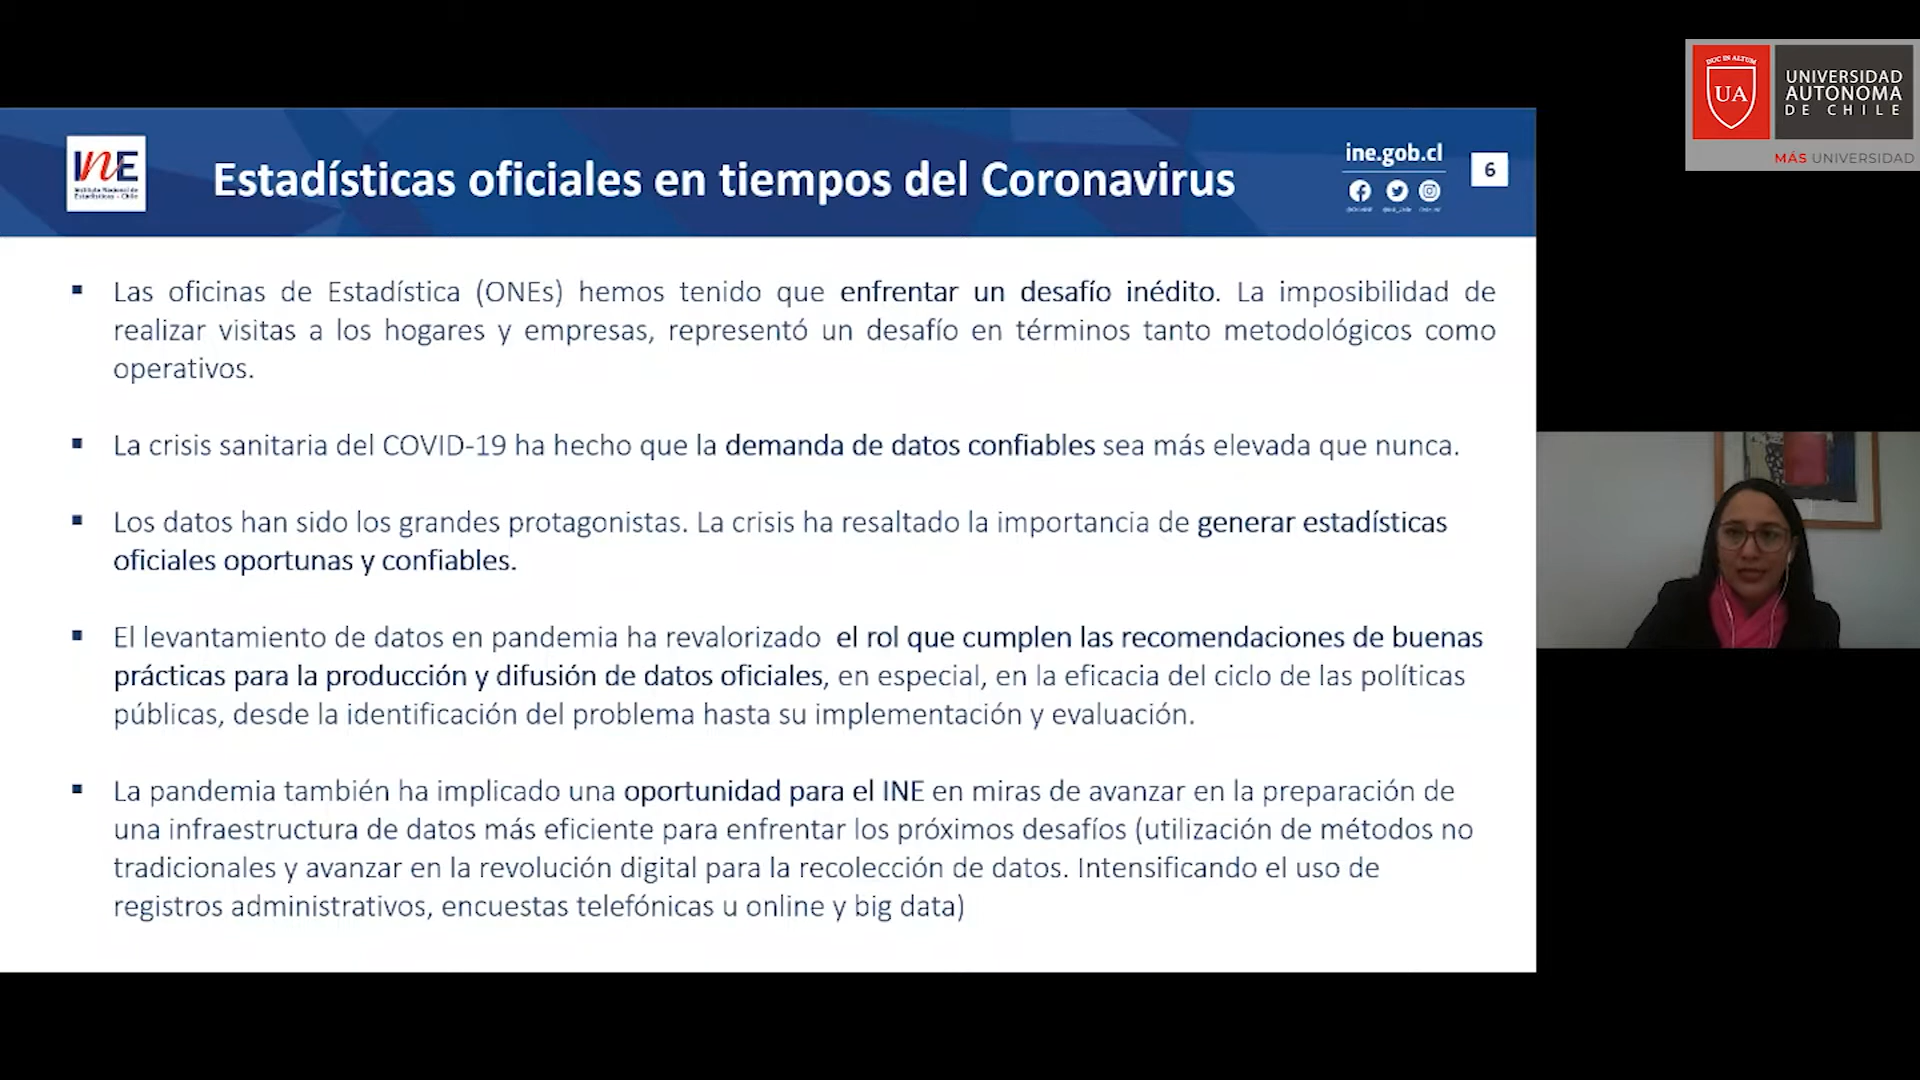 DOC IN ALTUM
UA
UNIVERSIDAD
AUTONOMA
DE CHILE
MÁS UNIVERSIDAD
INE
Instituto Nacional de
Estadísticas - Chile
Estadísticas oficiales en tiempos del Coronavirus
ine.gob.cl
6
▪ Las oficinas de Estadística (ONEs) hemos tenido que enfrentar un desafío inédito. La imposibilidad de
realizar visitas a los hogares y empresas, representó un desafío en términos tanto metodológicos como
operativos.
▪ La crisis sanitaria del COVID-19 ha hecho que la demanda de datos confiables sea más elevada que nunca.
▪ Los datos han sido los grandes protagonistas. La crisis ha resaltado la importancia de generar estadísticas
oficiales oportunas y confiables.
▪ El levantamiento de datos en pandemia ha revalorizado el rol que cumplen las recomendaciones de buenas
prácticas para la producción y difusión de datos oficiales, en especial, en la eficacia del ciclo de las políticas
públicas, desde la identificación del problema hasta su implementación y evaluación.
▪ La pandemia también ha implicado una oportunidad para el INE en miras de avanzar en la preparación de
una infraestructura de datos más eficiente para enfrentar los próximos desafíos (utilización de métodos no
tradicionales y avanzar en la revolución digital para la recolección de datos. Intensificando el uso de
registros administrativos, encuestas telefónicas u online y big data)